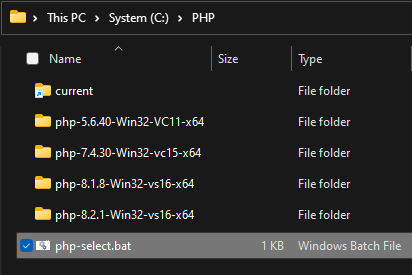 This PC > System (C:) > PHP
Name Size Type
current File folder
php-5.6.40-Win32-VC11-x64 File folder
php-7.4.30-Win32-vc15-x64 File folder
php-8.1.8-Win32-vs16-x64 File folder
php-8.2.1-Win32-vs16-x64 File folder
php-select.bat 1 KB Windows Batch File